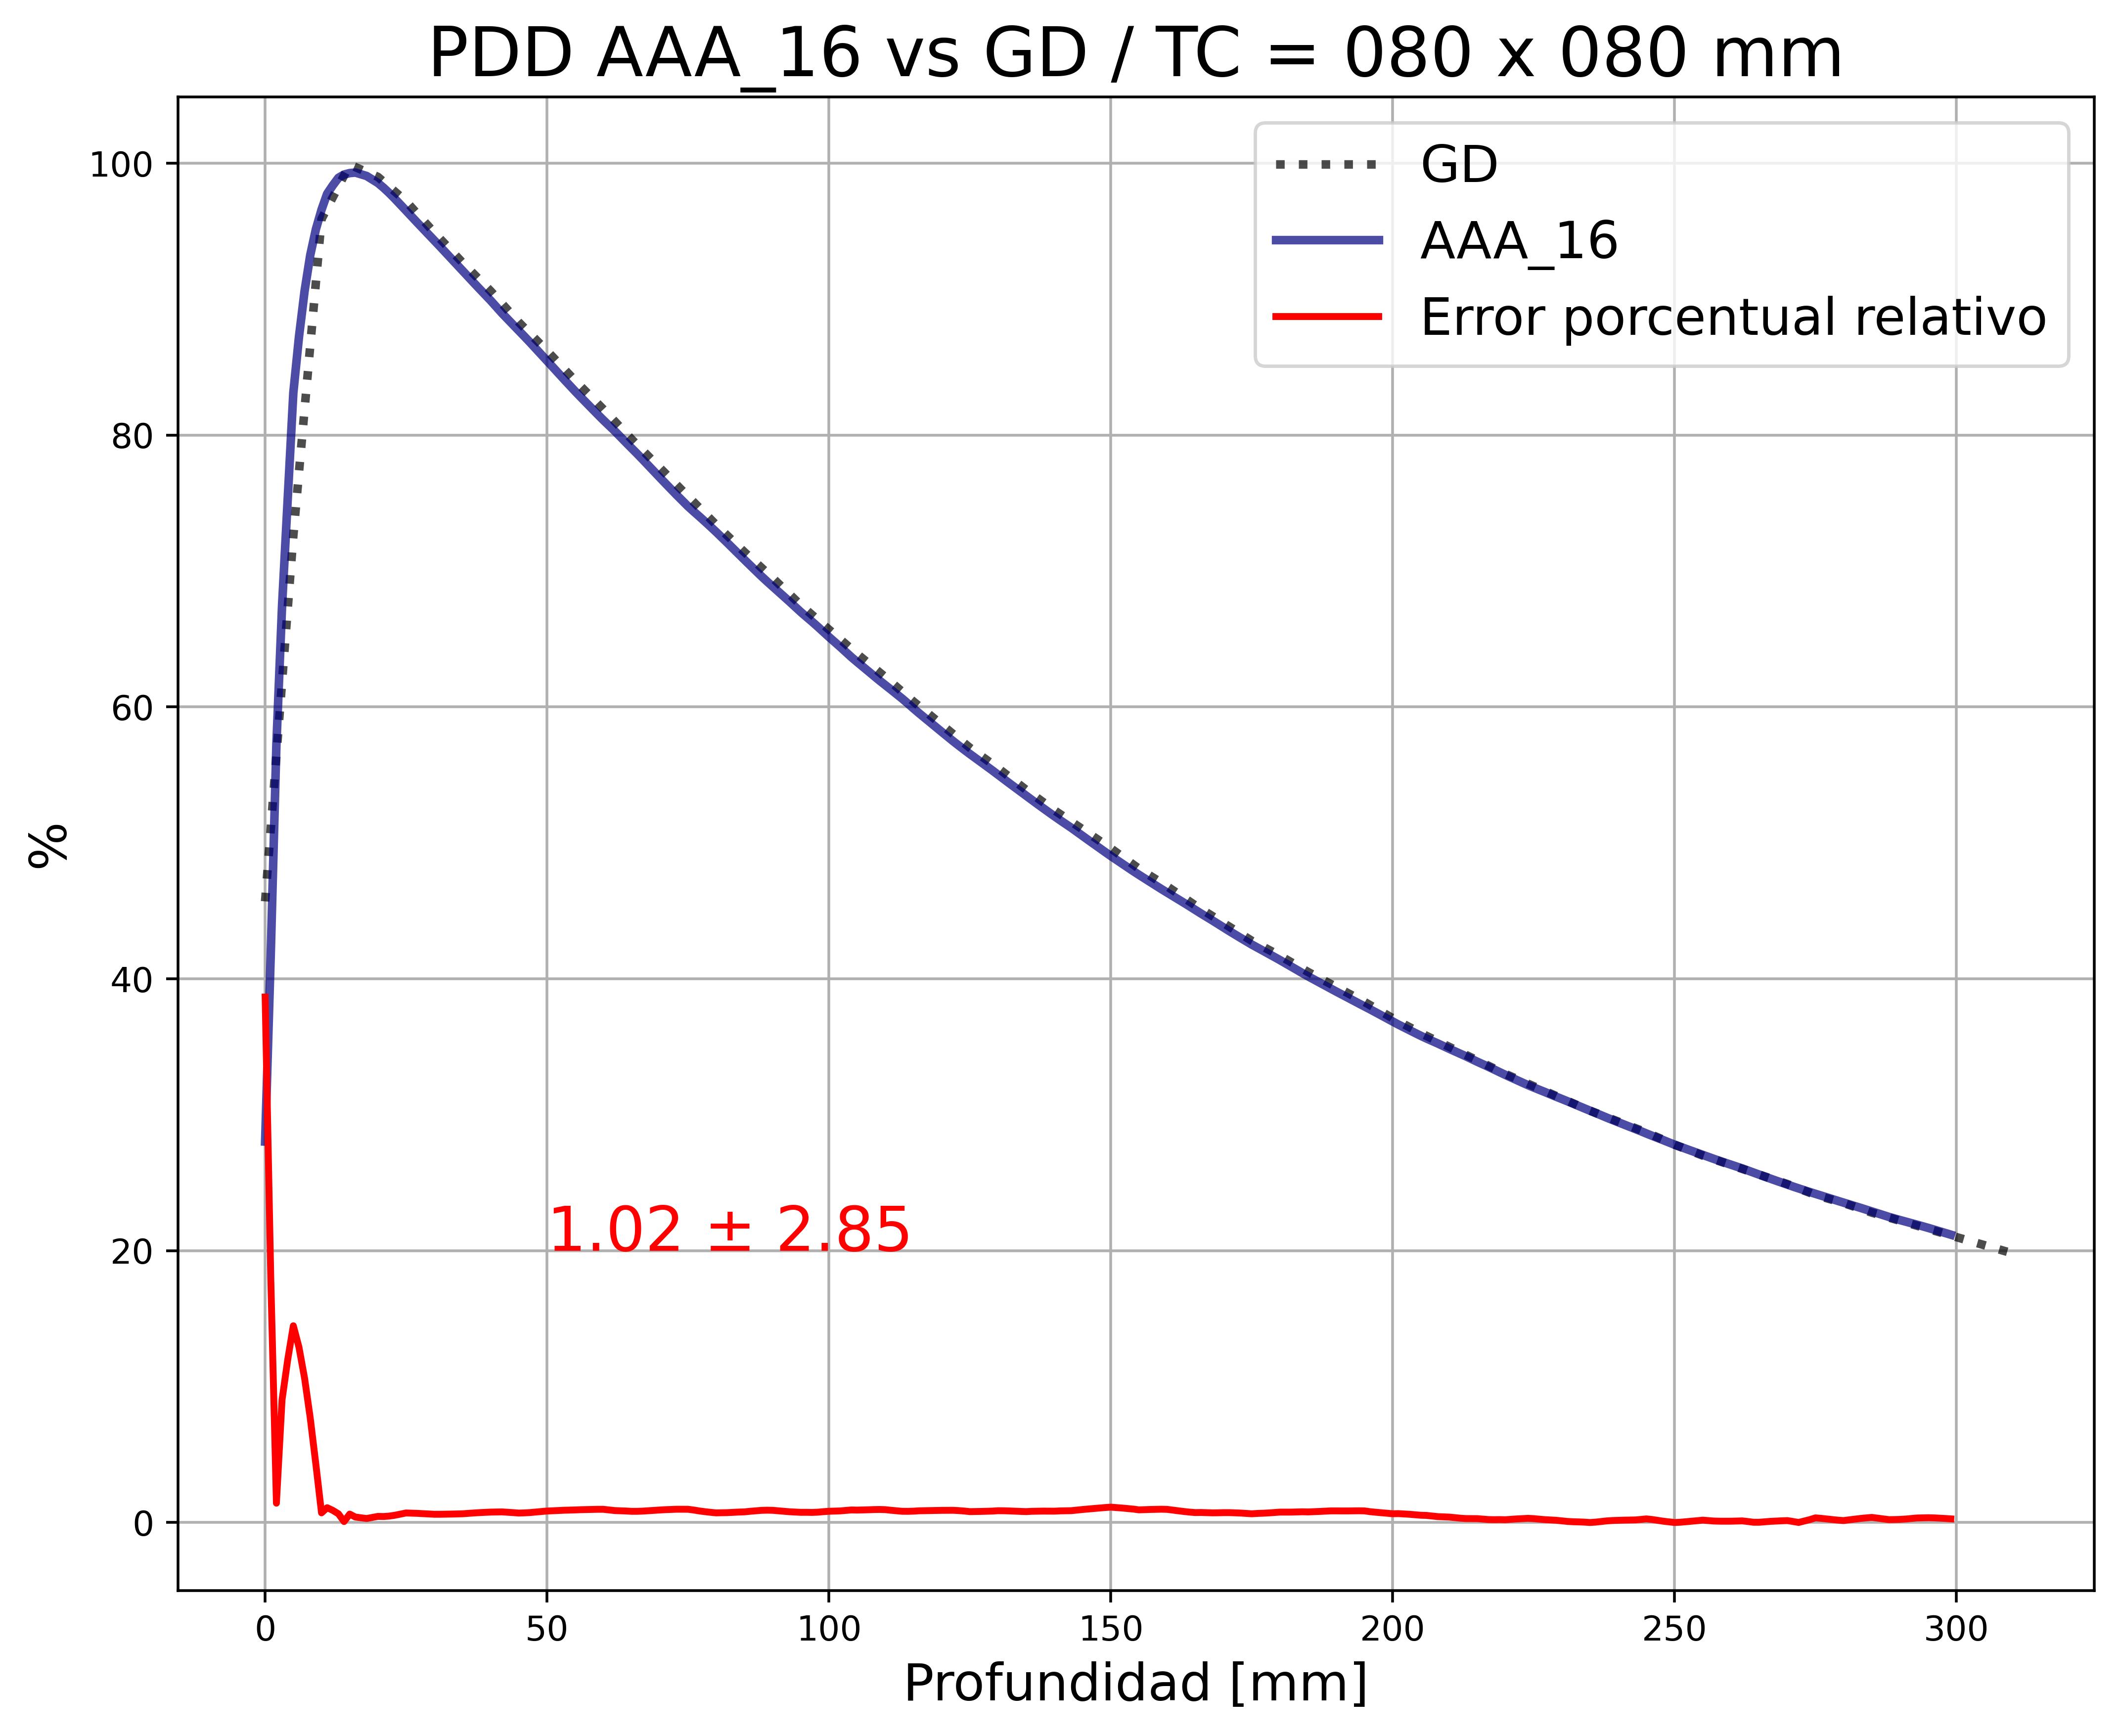 PDD AAA_16 vs GD / TC = 080 x 080 mm
GD
AAA_16
Error porcentual relativo
100
80
60
40
20
0
%
1.02 ± 2.85
0 50 100 150 200 250 300
Profundidad [mm]